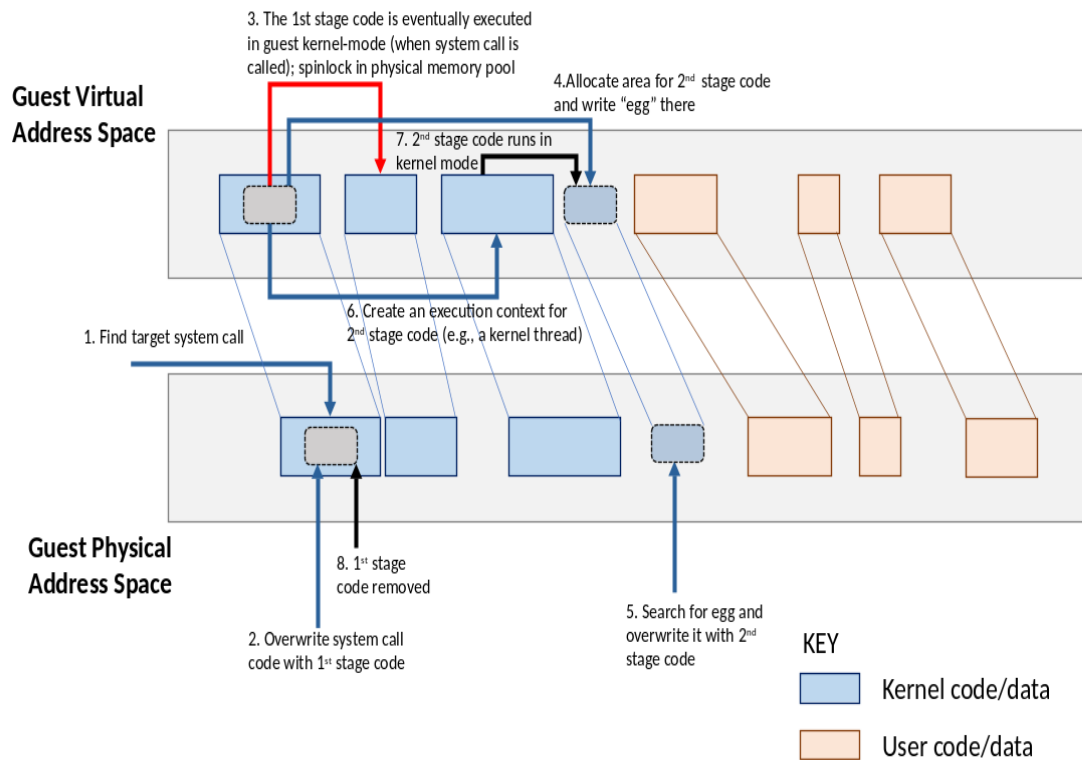 3. The 1st stage code is eventually executed
in guest kernel-mode (when system call is
called); spinlock in physical memory pool
4.Allocate area for 2nd stage code
and write “egg” there
Guest Virtual
Address Space
7. 2nd stage code runs in
kernel mode
6. Create an execution context for
2nd stage code (e.g., a kernel thread)
1. Find target system call
Guest Physical
Address Space
8. 1st stage
code removed
2. Overwrite system call
code with 1st stage code
5. Search for egg and
overwrite it with 2nd
stage code
KEY
Kernel code/data
User code/data